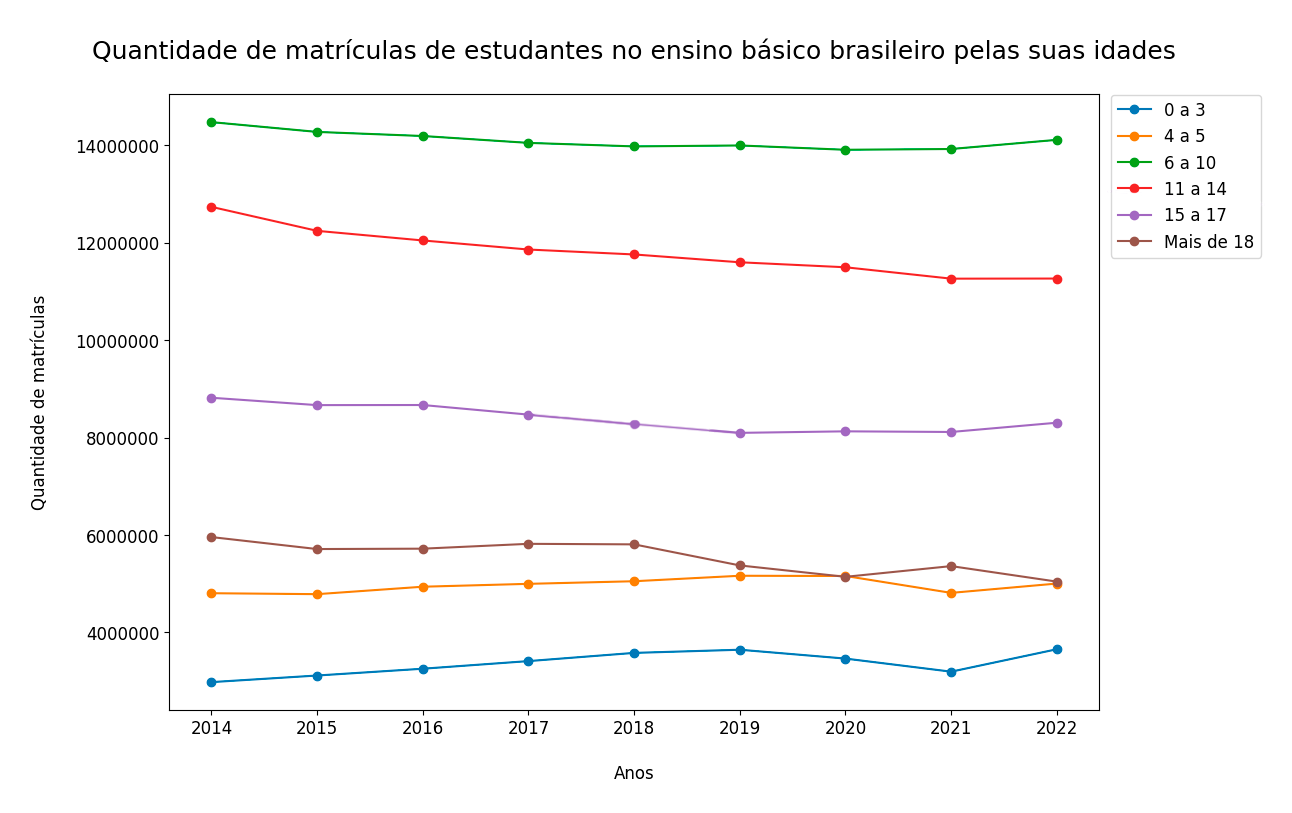 Quantidade de matrículas de estudantes no ensino básico brasileiro pelas suas idades
0 a 3
4 a 5
6 a 10
11 a 14
15 a 17
Mais de 18
Quantidade de matrículas
14000000
12000000
10000000
8000000
6000000
4000000
2014 2015 2016 2017 2018 2019 2020 2021 2022
Anos